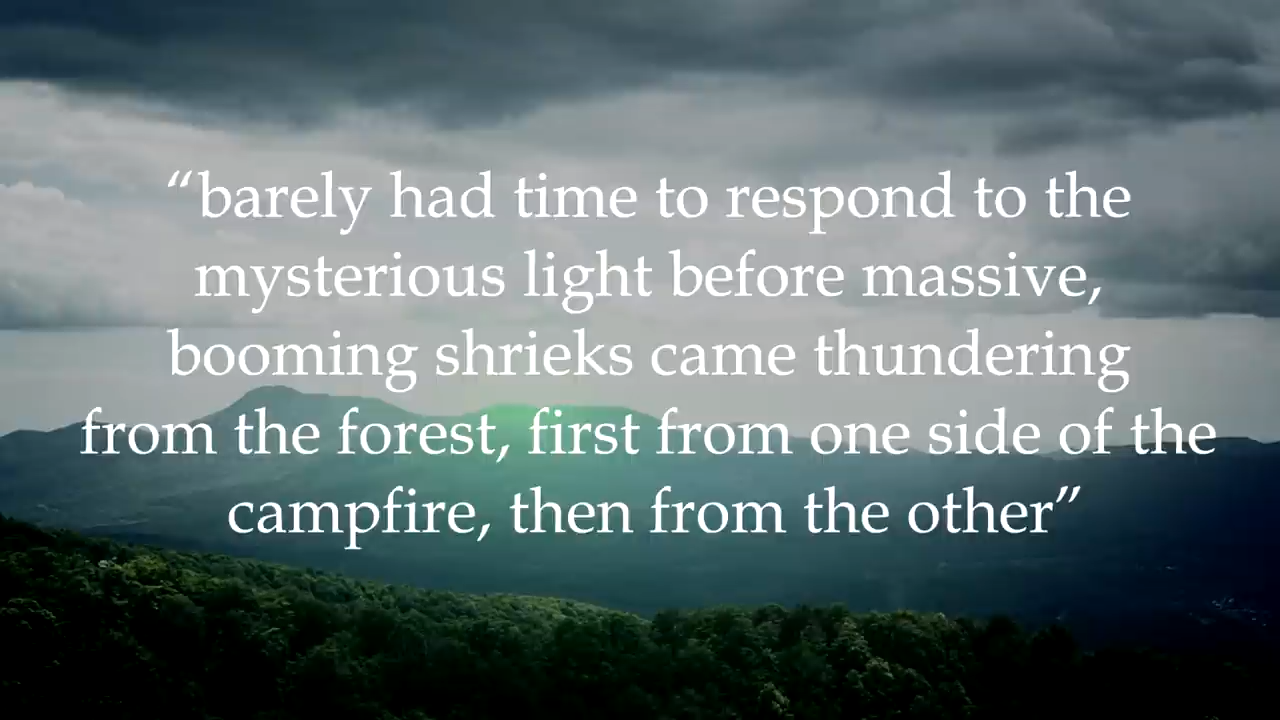 “barely had time to respond to the
mysterious light before massive,
booming shrieks came thundering
from the forest, first from one side of the
campfire, then from the other”